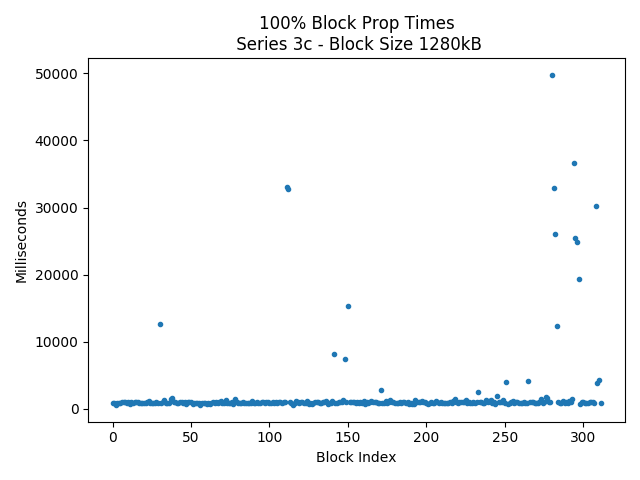 100% Block Prop Times
Series 3c - Block Size 1280kB
Milliseconds
50000
40000
30000
20000
10000
0
0 50 100 150 200 250 300
Block Index